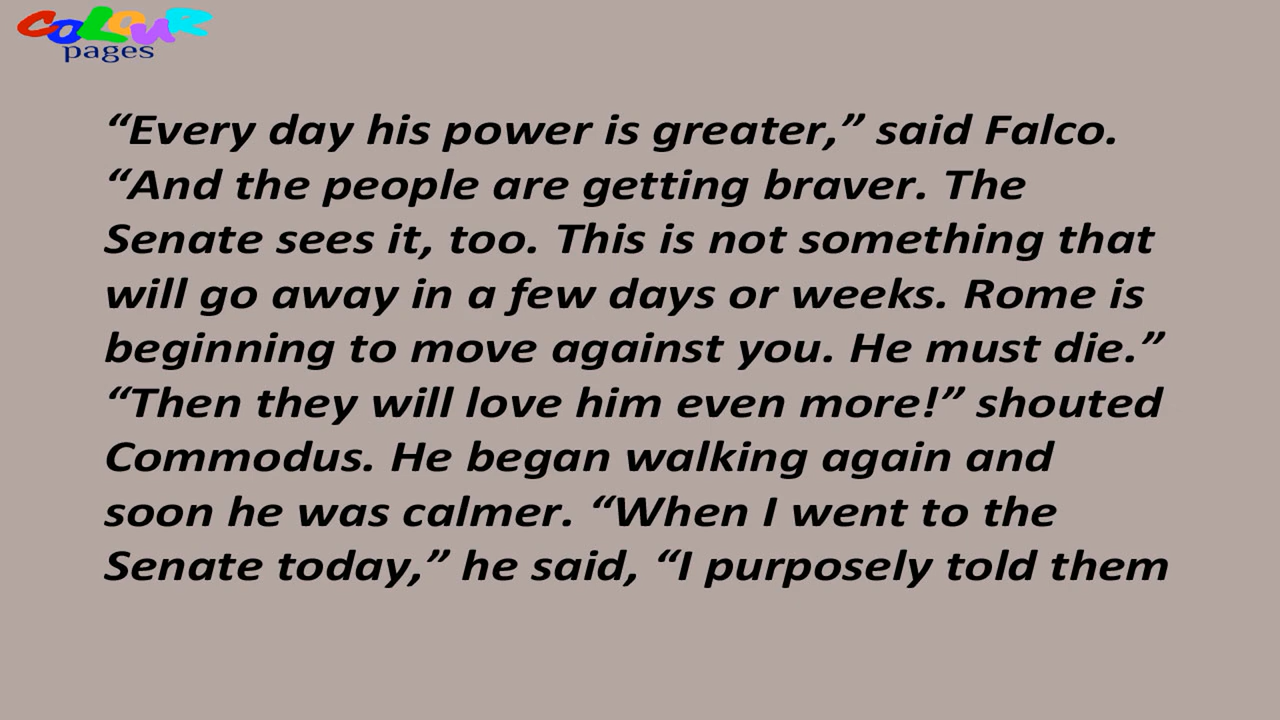 COLOUR
pages
“Every day his power is greater,” said Falco.
“And the people are getting braver. The
Senate sees it, too. This is not something that
will go away in a few days or weeks. Rome is
beginning to move against you. He must die.”
“Then they will love him even more!” shouted
Commodus. He began walking again and
soon he was calmer. “When I went to the
Senate today,” he said, “I purposely told them